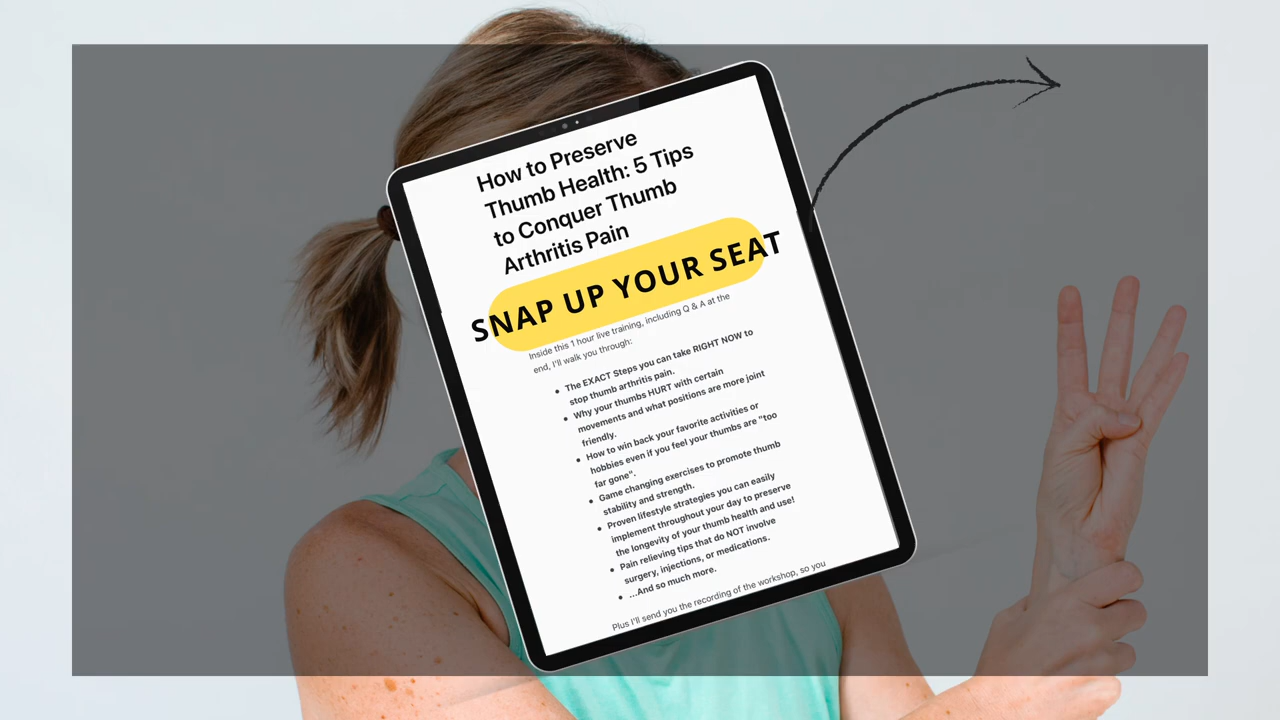 How to Preserve
Thumb Health: 5 Tips
to Conquer Thumb
Arthritis Pain
SNAP UP YOUR SEAT
Inside this 1 hour live training, including Q & A at the
end, I'll walk you through:
• The EXACT Steps you can take RIGHT NOW to
stop thumb arthritis pain.
• Why your thumbs HURT with certain
movements and what positions are more joint
friendly.
• How to win back your favorite activities or
hobbies even if you feel your thumbs are "too
far gone".
• Game changing exercises to promote thumb
stability and strength.
• Proven lifestyle strategies you can easily
implement throughout your day to preserve
the longevity of your thumb health and use!
• Pain relieving tips that do NOT involve
surgery, injections, or medications.
• ...And so much more.
Plus I'll send you the recording of the workshop, so you